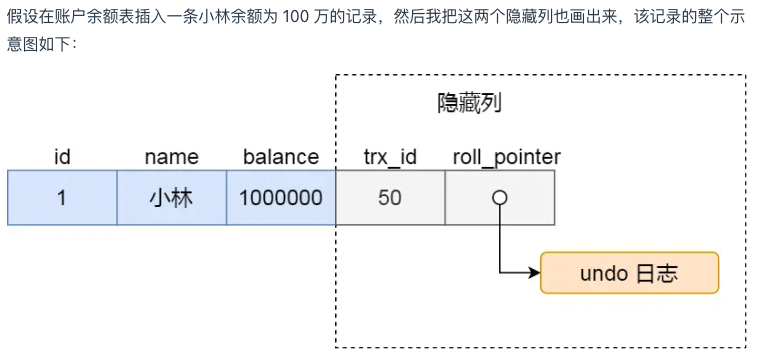 假设在账户余额表插入一条小林余额为 100 万的记录，然后我把这两个隐藏列也画出来，该记录的整个示
意图如下：
隐藏列
id name balance trx_id roll_pointer
1 小林 1000000 50
undo 日志